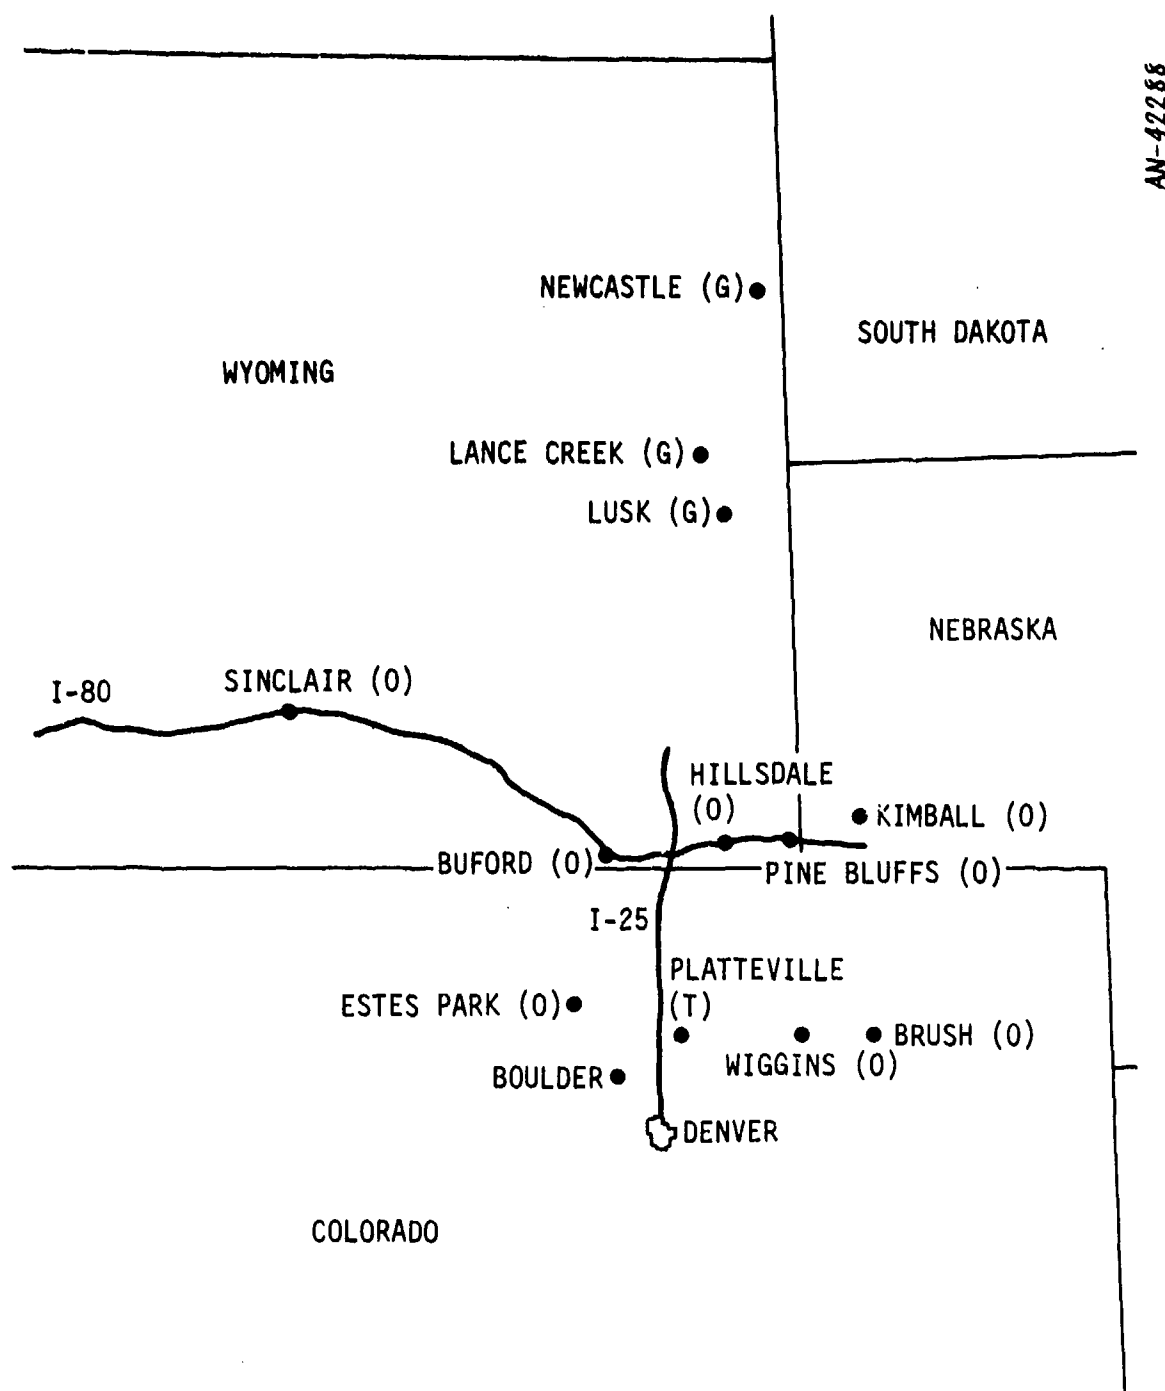 AN-42288
NEWCASTLE (G)
SOUTH DAKOTA
WYOMING
LANCE CREEK (G)
LUSK (G)
NEBRASKA
SINCLAIR (O)
I-80
HILLSDALE
(O)
KIMBALL (O)
BUFORD (O)
PINE BLUFFS (O)
I-25
PLATTEVILLE
(T)
ESTES PARK (O)
BRUSH (O)
WIGGINS (O)
BOULDER
DENVER
COLORADO